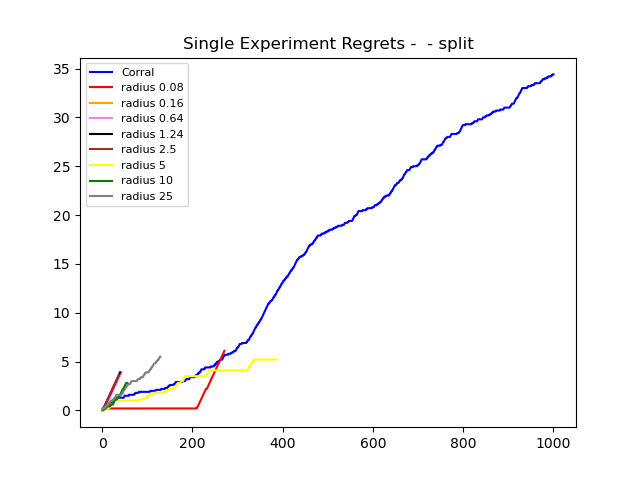 Single Experiment Regrets -  - split
35
30
25
20
15
10
5
0
Corral
radius 0.08
radius 0.16
radius 0.64
radius 1.24
radius 2.5
radius 5
radius 10
radius 25
0 200 400 600 800 1000